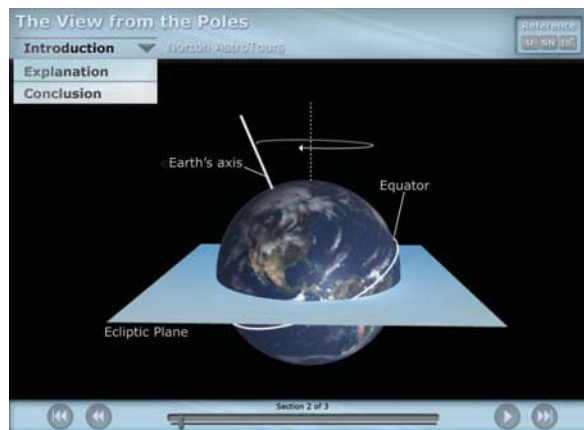 The View from the Poles
Reference
Introduction
Norton AstroTours
Explanation
Conclusion
Earth's axis
Equator
Ecliptic Plane
Section 2 of 3